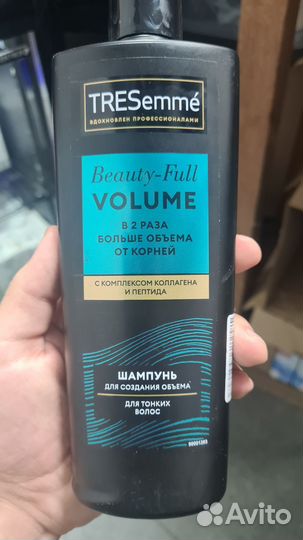 TRESemmé
ВДОХНОВЛЕН ПРОФЕССИОНАЛАМИ
Beauty-Full
VOLUME
В 2 РАЗА
БОЛЬШЕ ОБЪЕМА
ОТ КОРНЕЙ
С КОМПЛЕКСОМ КОЛЛАГЕНА
И ПЕПТИДА
ШАМПУНЬ
ДЛЯ СОЗДАНИЯ ОБЪЕМА
ДЛЯ ТОНКИХ
ВОЛОС
Avito